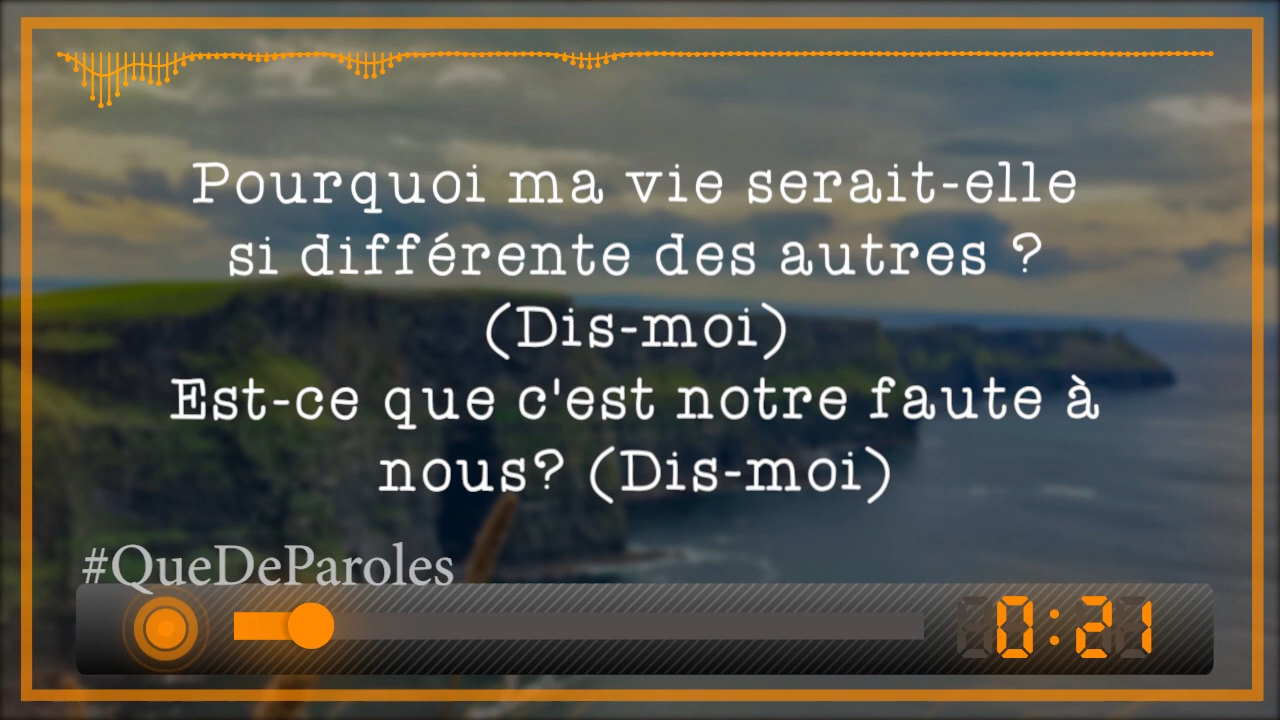 Pourquoi ma vie serait-elle
si différente des autres ?
(Dis-moi)
Est-ce que c'est notre faute à
nous? (Dis-moi)
#QueDeParoles
0:21